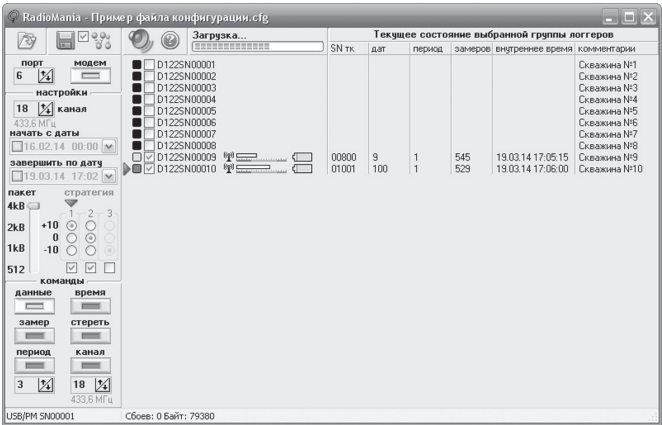 RadioMania - Пример файла конфигурации.cfg
Загрузка...
Текущее состояние выбранной группы логгеров
SN тк дат период замеров внутреннее время комментарии
порт модем
6
настройки
18 канал
433,6 МГц
начать с даты
16.02.14 00:00
завершить по дату
19.03.14 17:02
пакет стратегия
4kB
1 2 3
2kB +10
0
1kB -10
512
команды
данные время
замер стереть
период канал
3 18
433,6 МГц
D122SN00001 Скважина №1
D122SN00002 Скважина №2
D122SN00003 Скважина №3
D122SN00004 Скважина №4
D122SN00005 Скважина №5
D122SN00006 Скважина №6
D122SN00007 Скважина №7
D122SN00008 Скважина №8
D122SN00009 00800 9 1 545 19.03.14 17:05:15 Скважина №9
D122SN00010 01001 100 1 529 19.03.14 17:06:00 Скважина №10
USB/PM SN00001 Сбоев: 0 Байт: 79380